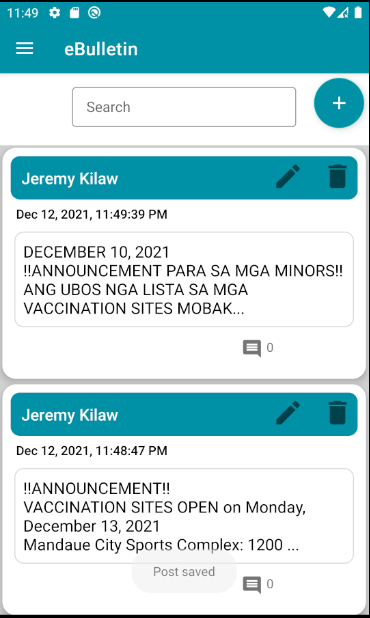 11:49
eBulletin
Search
+
Jeremy Kilaw
Dec 12, 2021, 11:49:39 PM
DECEMBER 10, 2021
!!ANNOUNCEMENT PARA SA MGA MINORS!!
ANG UBOS NGA LISTA SA MGA
VACCINATION SITES MOBAK...
0
Jeremy Kilaw
Dec 12, 2021, 11:48:47 PM
!!ANNOUNCEMENT!!
VACCINATION SITES OPEN on Monday,
December 13, 2021
Mandaue City Sports Complex: 1200 ...
Post saved
0